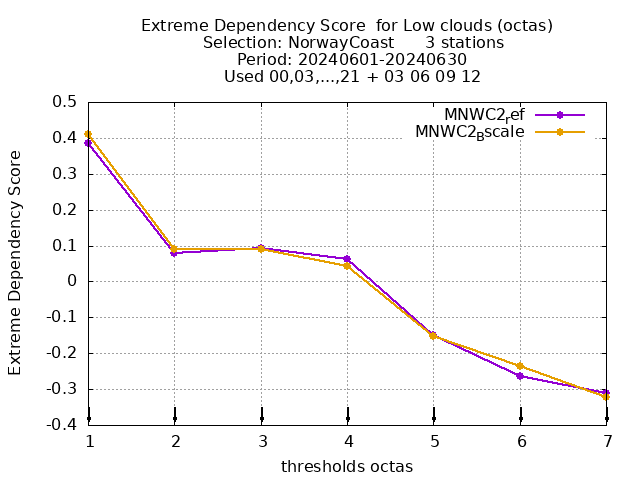 Extreme Dependency Score  for Low clouds (octas)
Selection: NorwayCoast      3 stations
Period: 20240601-20240630
Used 00,03,...,21 + 03 06 09 12
MNWC2ref
MNWC2Bscale
0.5
0.4
0.3
0.2
0.1
0
-0.1
-0.2
-0.3
-0.4
Extreme Dependency Score
1 2 3 4 5 6 7
thresholds octas